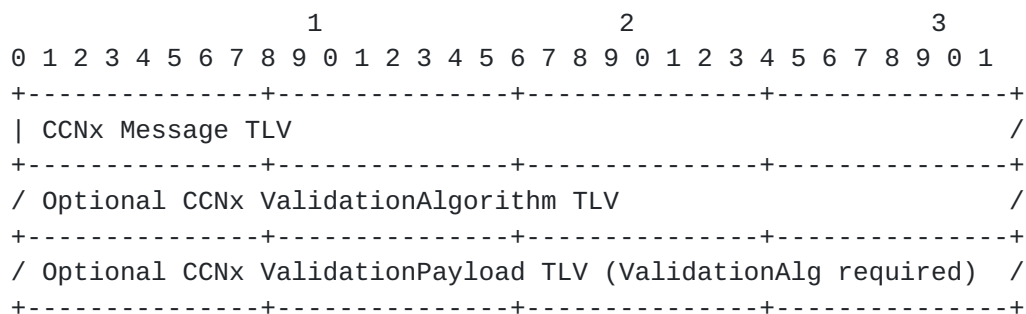 1                   2                   3
0 1 2 3 4 5 6 7 8 9 0 1 2 3 4 5 6 7 8 9 0 1 2 3 4 5 6 7 8 9 0 1
+---------------+---------------+---------------+---------------+
| CCNx Message TLV                                              /
+---------------+---------------+---------------+---------------+
/ Optional CCNx ValidationAlgorithm TLV                         /
+---------------+---------------+---------------+---------------+
/ Optional CCNx ValidationPayload TLV (ValidationAlg required)  /
+---------------+---------------+---------------+---------------+